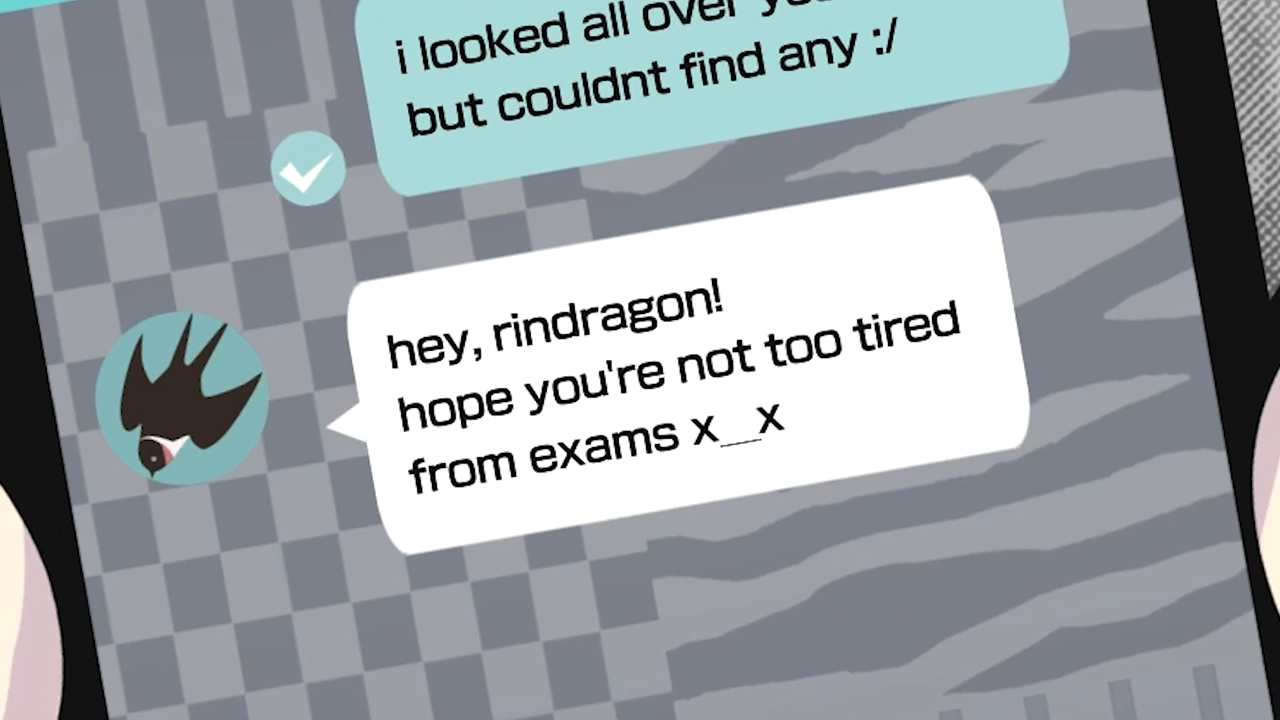 i looked all over
but couldnt find any :/
hey, rindragon!
hope you're not too tired
from exams x__x